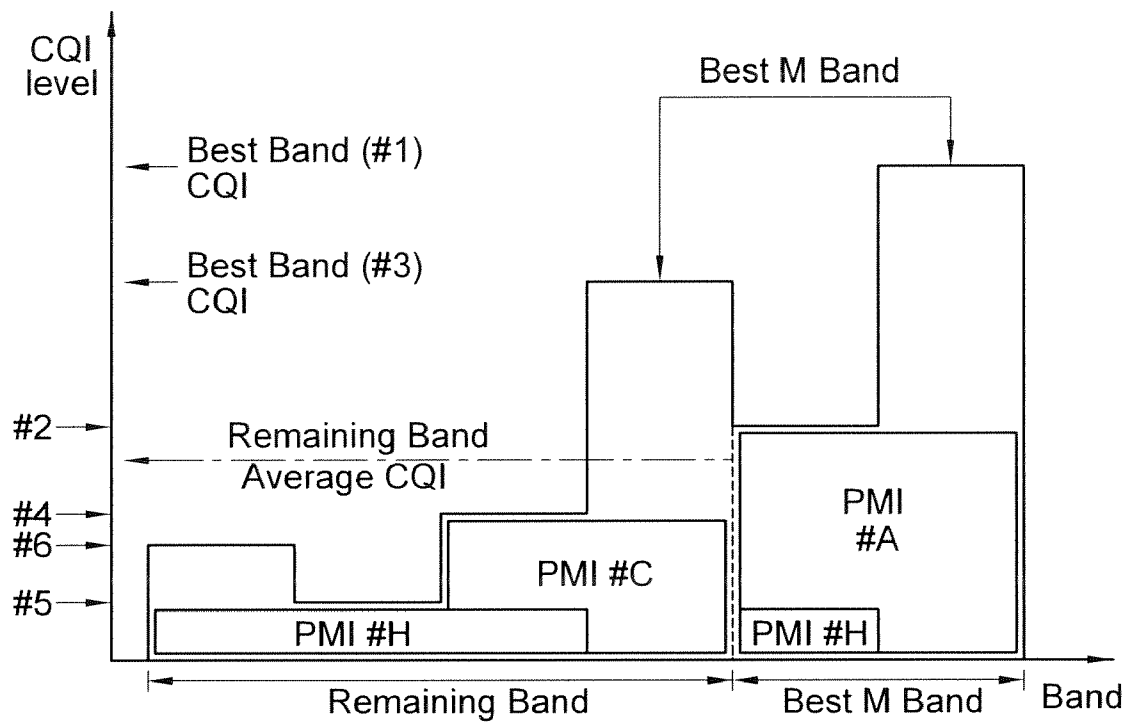 CQI
level
Best M Band
Best Band (#1)
CQI
Best Band (#3)
CQI
#2
Remaining Band
Average CQI
#4
#6
#5
PMI
#A
PMI #C
PMI #H
PMI #H
Remaining Band
Best M Band
Band